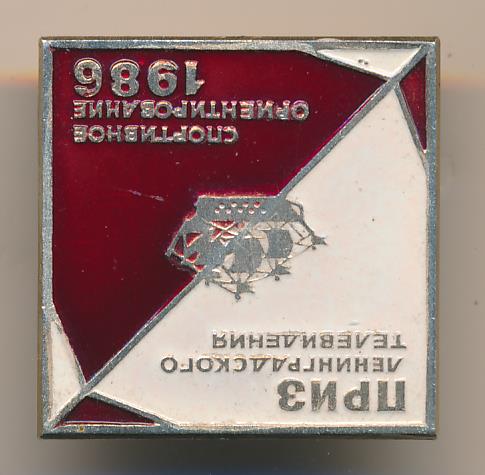 ПРИЗ
ЛЕНИНГРАДСКОГО
ТЕЛЕВИДЕНИЯ
СПОРТИВНОЕ
ОРИЕНТИРОВАНИЕ
1986